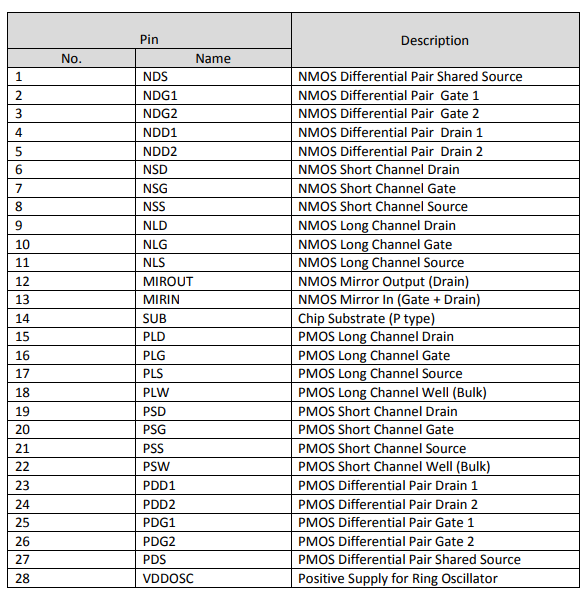 Pin Description
No. Name
1 NDS NMOS Differential Pair Shared Source
2 NDG1 NMOS Differential Pair Gate 1
3 NDG2 NMOS Differential Pair Gate 2
4 NDD1 NMOS Differential Pair Drain 1
5 NDD2 NMOS Differential Pair Drain 2
6 NSD NMOS Short Channel Drain
7 NSG NMOS Short Channel Gate
8 NSS NMOS Short Channel Source
9 NLD NMOS Long Channel Drain
10 NLG NMOS Long Channel Gate
11 NLS NMOS Long Channel Source
12 MIROUT NMOS Mirror Output (Drain)
13 MIRIN NMOS Mirror In (Gate + Drain)
14 SUB Chip Substrate (P type)
15 PLD PMOS Long Channel Drain
16 PLG PMOS Long Channel Gate
17 PLS PMOS Long Channel Source
18 PLW PMOS Long Channel Well (Bulk)
19 PSD PMOS Short Channel Drain
20 PSG PMOS Short Channel Gate
21 PSS PMOS Short Channel Source
22 PSW PMOS Short Channel Well (Bulk)
23 PDD1 PMOS Differential Pair Drain 1
24 PDD2 PMOS Differential Pair Drain 2
25 PDG1 PMOS Differential Pair Gate 1
26 PDG2 PMOS Differential Pair Gate 2
27 PDS PMOS Differential Pair Shared Source
28 VDDOSC Positive Supply for Ring Oscillator